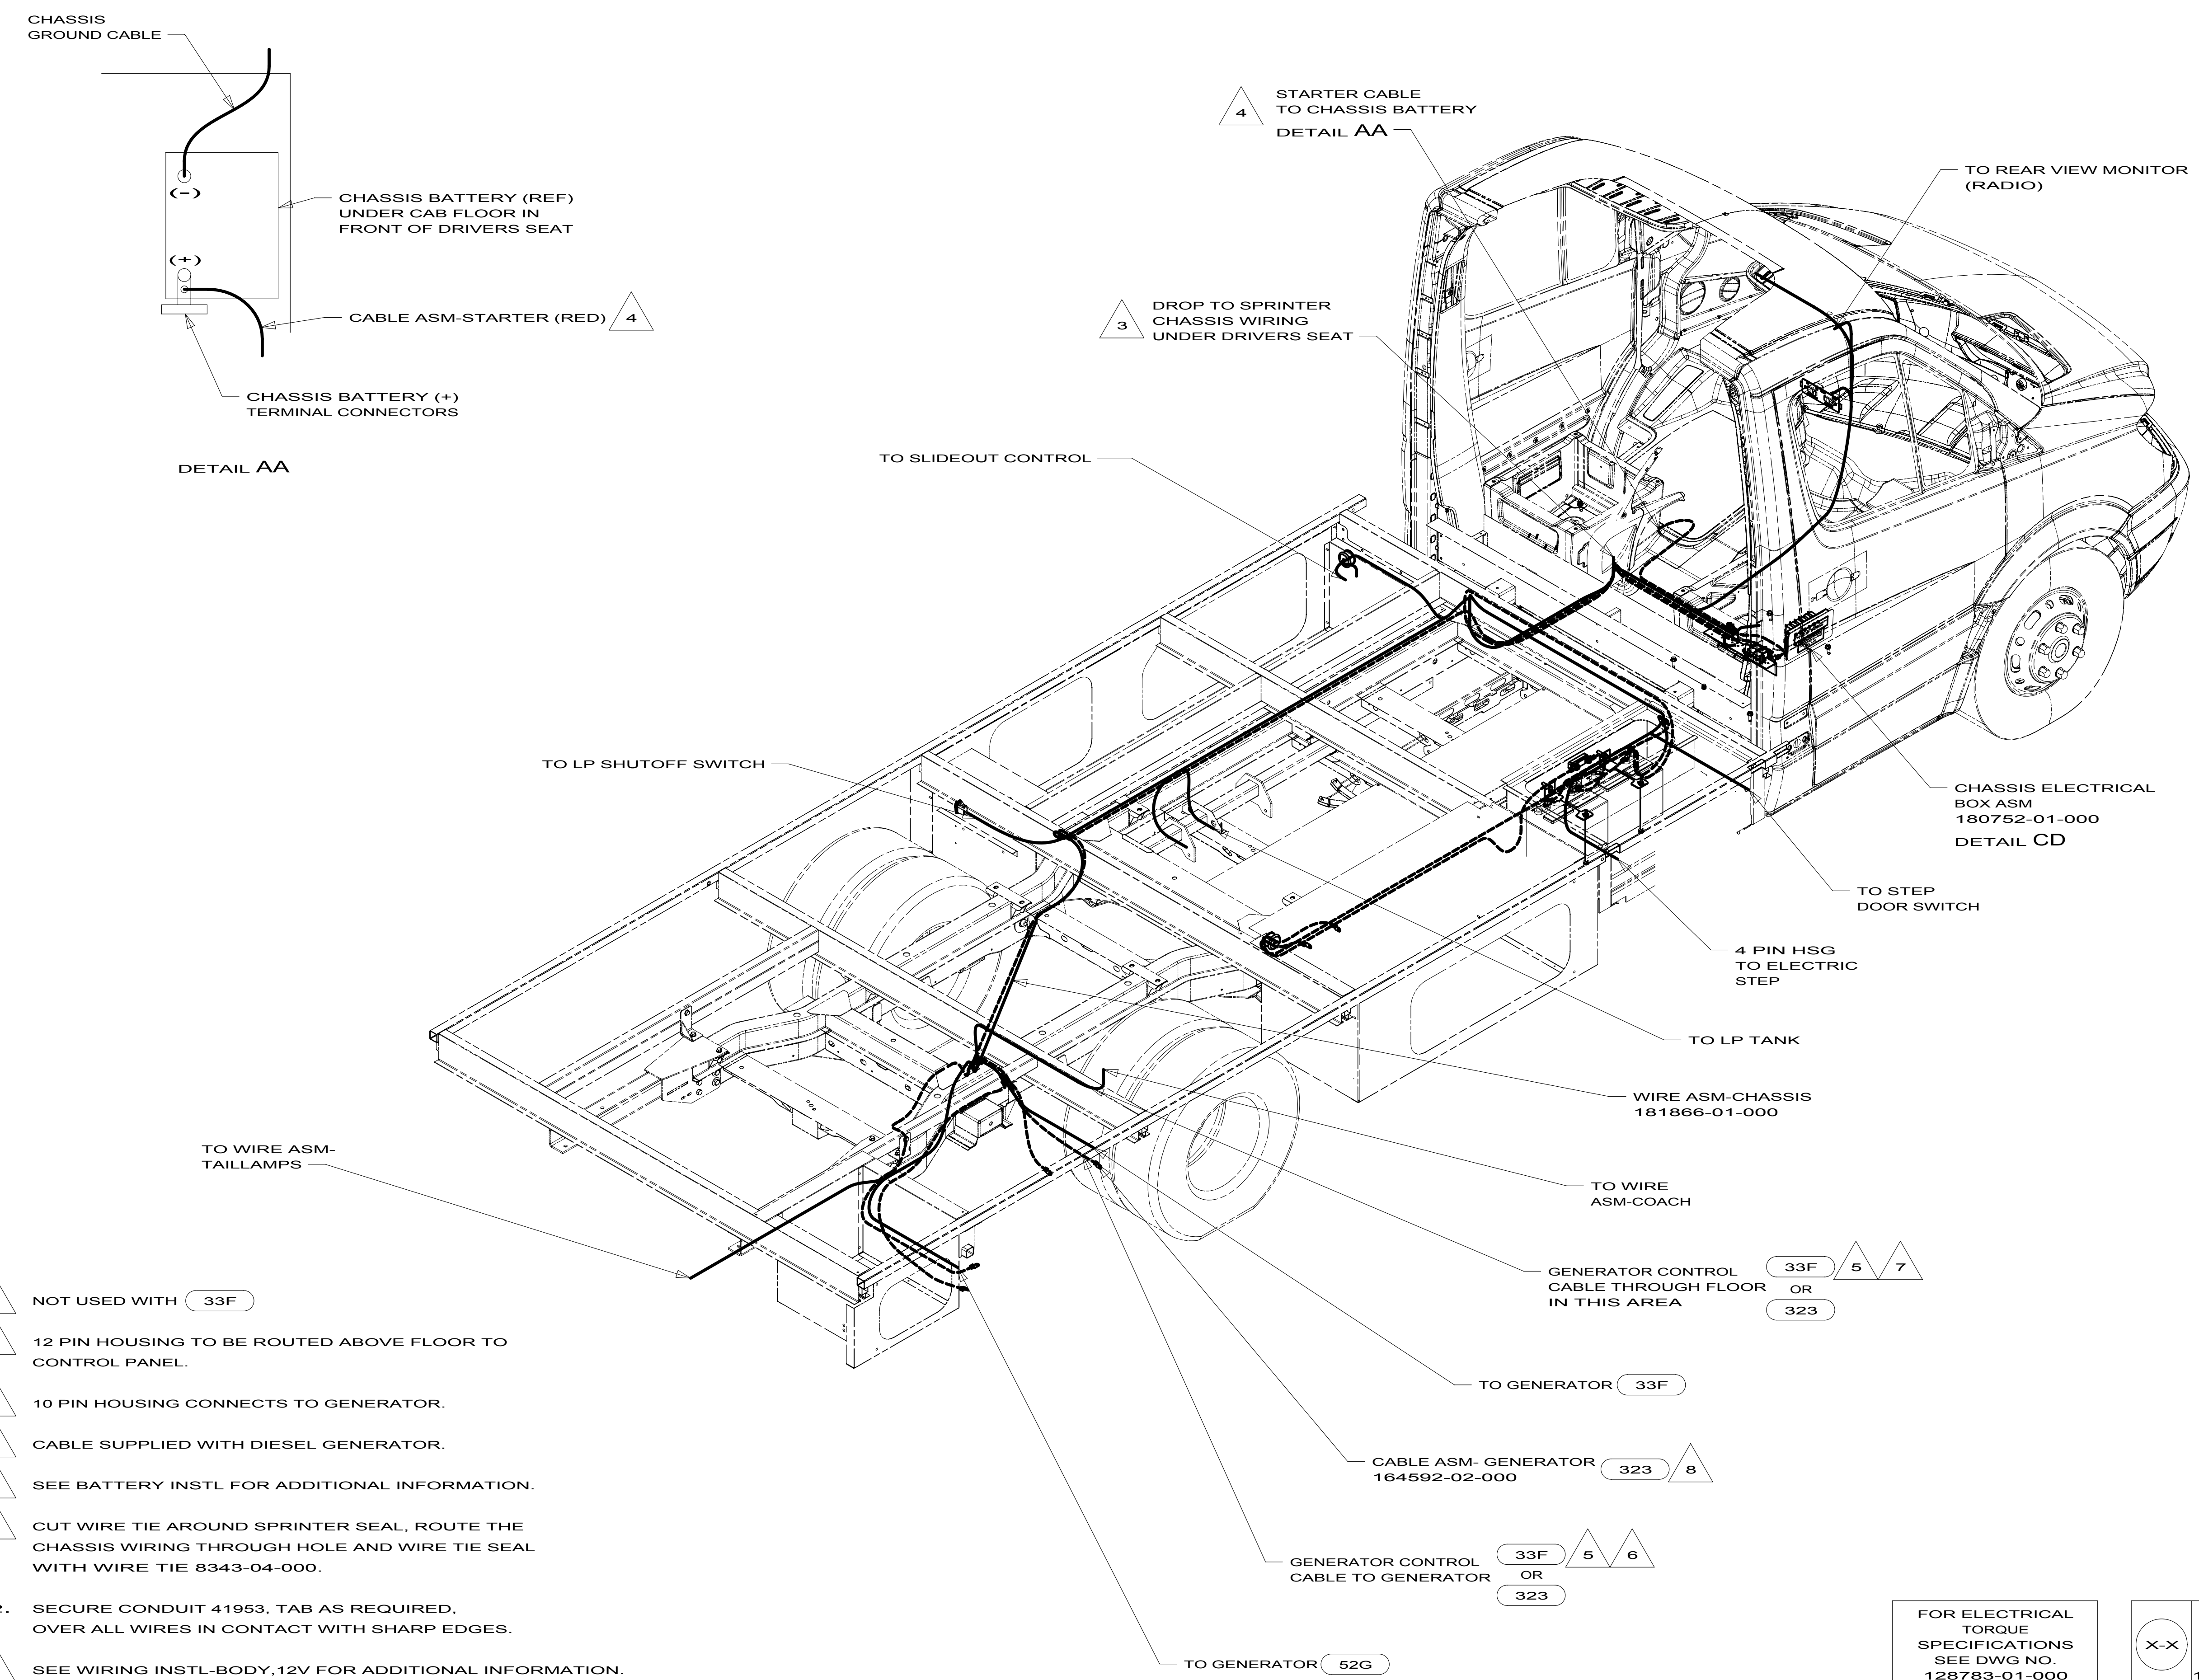 CHASSIS
GROUND CABLE
(-)
CHASSIS BATTERY (REF)
UNDER CAB FLOOR IN
FRONT OF DRIVERS SEAT
(+)
CABLE ASM-STARTER (RED) 4
CHASSIS BATTERY (+)
TERMINAL CONNECTORS
DETAIL AA
4
STARTER CABLE
TO CHASSIS BATTERY
DETAIL AA
TO REAR VIEW MONITOR
(RADIO)
3
DROP TO SPRINTER
CHASSIS WIRING
UNDER DRIVERS SEAT
TO SLIDEOUT CONTROL
TO LP SHUTOFF SWITCH
CHASSIS ELECTRICAL
BOX ASM
180752-01-000
DETAIL CD
TO STEP
DOOR SWITCH
4 PIN HSG
TO ELECTRIC
STEP
TO LP TANK
WIRE ASM-CHASSIS
181866-01-000
TO WIRE ASM-
TAILLAMPS
TO WIRE
ASM-COACH
GENERATOR CONTROL
CABLE THROUGH FLOOR
IN THIS AREA
33F 5 7
OR
323
TO GENERATOR 33F
CABLE ASM- GENERATOR
164592-02-000
323 8
GENERATOR CONTROL
CABLE TO GENERATOR
33F 5 6
OR
323
TO GENERATOR 52G
NOT USED WITH 33F
12 PIN HOUSING TO BE ROUTED ABOVE FLOOR TO
CONTROL PANEL.
10 PIN HOUSING CONNECTS TO GENERATOR.
CABLE SUPPLIED WITH DIESEL GENERATOR.
SEE BATTERY INSTL FOR ADDITIONAL INFORMATION.
CUT WIRE TIE AROUND SPRINTER SEAL, ROUTE THE
CHASSIS WIRING THROUGH HOLE AND WIRE TIE SEAL
WITH WIRE TIE 8343-04-000.
2. SECURE CONDUIT 41953, TAB AS REQUIRED,
OVER ALL WIRES IN CONTACT WITH SHARP EDGES.
SEE WIRING INSTL-BODY,12V FOR ADDITIONAL INFORMATION.
FOR ELECTRICAL
TORQUE
SPECIFICATIONS
SEE DWG NO.
128783-01-000
X-X